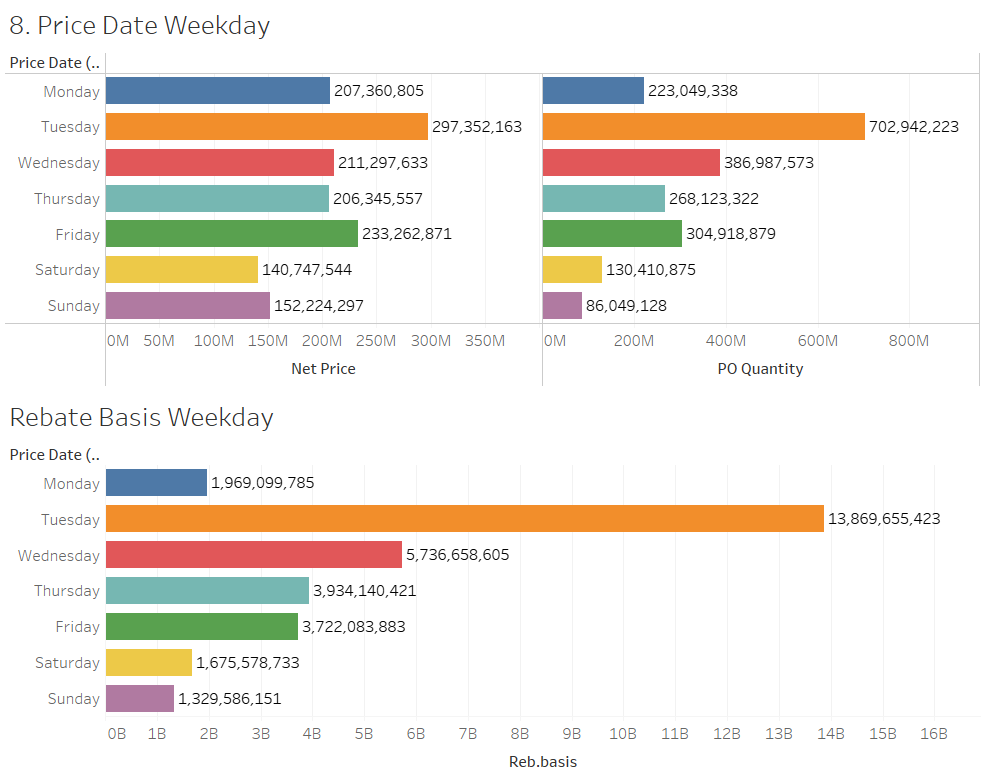 8. Price Date Weekday
Price Date (..
Monday 207,360,805 223,049,338
Tuesday 297,352,163 702,942,223
Wednesday 211,297,633 386,987,573
Thursday 206,345,557 268,123,322
Friday 233,262,871 304,918,879
Saturday 140,747,544 130,410,875
Sunday 152,224,297 86,049,128
0M 50M 100M 150M 200M 250M 300M 350M 0M 200M 400M 600M 800M
Net Price PO Quantity
Rebate Basis Weekday
Price Date (..
Monday 1,969,099,785
Tuesday 13,869,655,423
Wednesday 5,736,658,605
Thursday 3,934,140,421
Friday 3,722,083,883
Saturday 1,675,578,733
Sunday 1,329,586,151
0B 1B 2B 3B 4B 5B 6B 7B 8B 9B 10B 11B 12B 13B 14B 15B 16B
Reb.basis